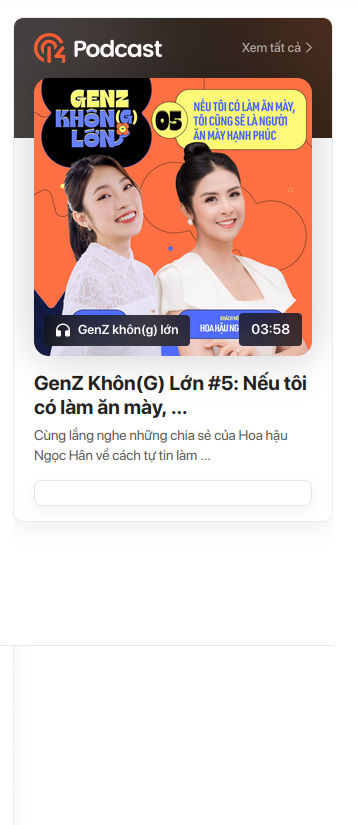 Podcast
Xem tất cả
GENZ
KHÔN(G)
LỚN
05
NẾU TÔI CÓ LÀM ĂN MÀY,
TÔI CŨNG SẼ LÀ NGƯỜI
ĂN MÀY HẠNH PHÚC
GenZ khôn(g) lớn
KHÁCH M
HOA HẬU NG
03:58
GenZ Khôn(G) Lớn #5: Nếu tôi
có làm ăn mày, ...
Cùng lắng nghe những chia sẻ của Hoa hậu
Ngọc Hân về cách tự tin làm ...